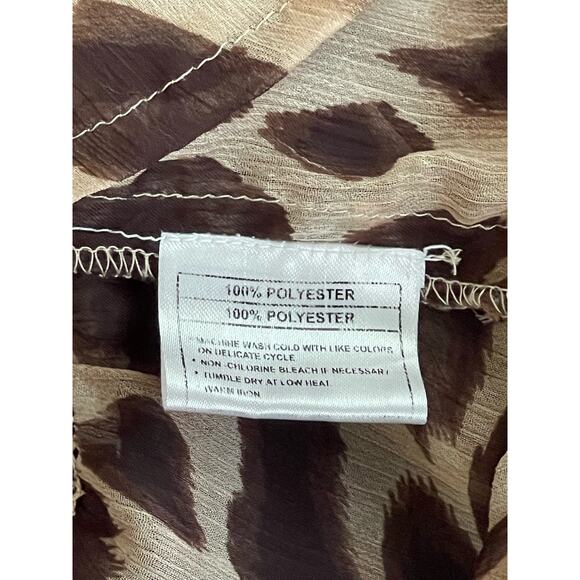 100% POLYESTER
100% POLYESTER
MACHINE WASH COLD WITH LIKE COLORS
ON DELICATE CYCLE.
• NON-CHLORINE BLEACH IF NECESSARY
• TUMBLE DRY AT LOW HEAT.
WARM IRON